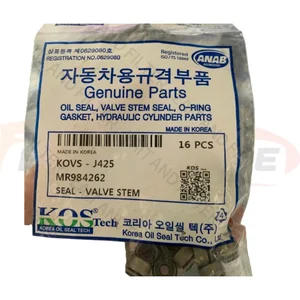 상표등록 제0629080호
REGISTRATION NO.0629080
Registered
ISO/TS 16949
ANAB
자동차용규격부품
Genuine Parts
OIL SEAL, VALVE STEM SEAL, O-RING
GASKET, HYDRAULIC CYLINDER PARTS
MADE IN KOREA
MADE IN KOREA
16 PCS
KOVS - J425
MR984262
SEAL - VALVE STEM
KOS
KOS Tech
KOREA OIL SEAL TECH
코리아 오일씰 텍(주)
Korea Oil Seal Tech Co., Ltd.